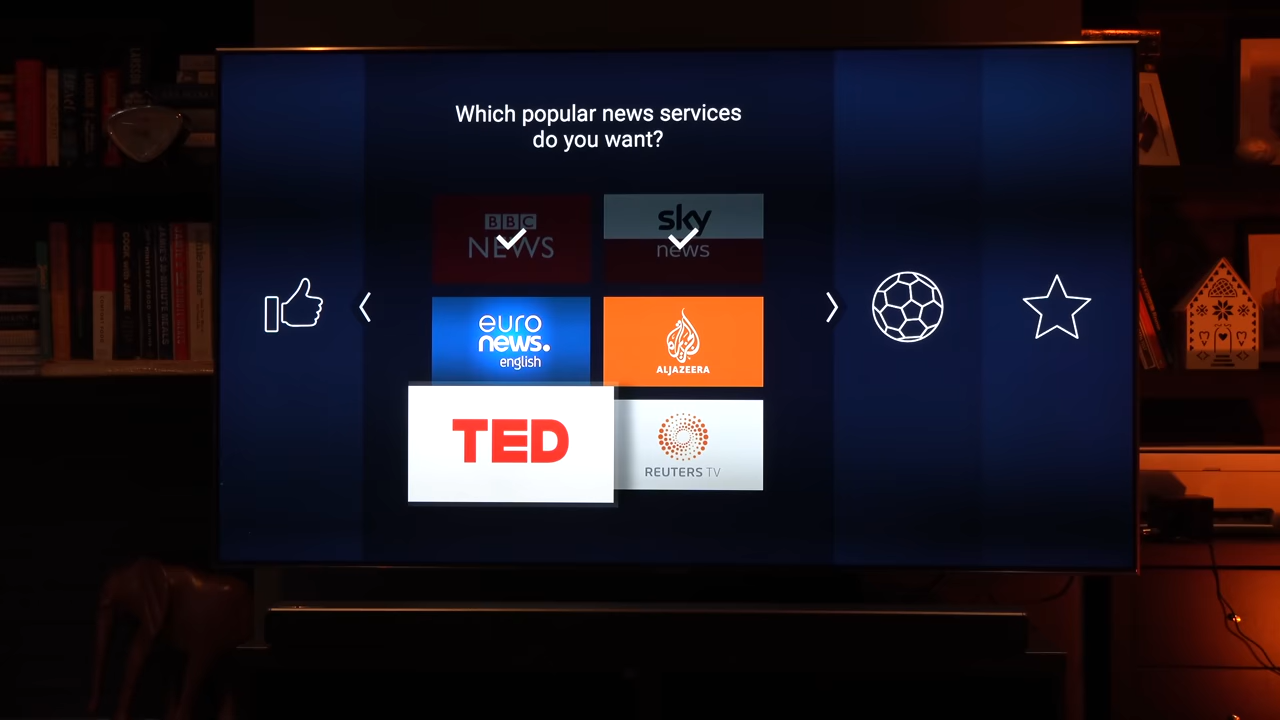 Which popular news services
do you want?
BBC
NEWS
sky
news
euro
news.
english
ALJAZEERA
TED
REUTERS TV